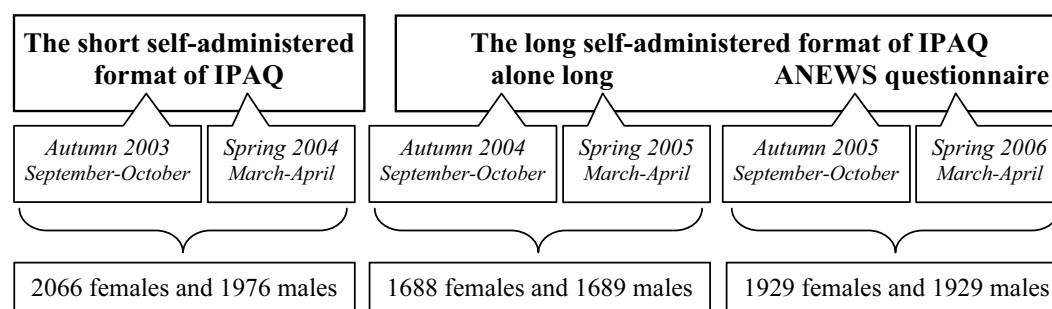 The short self-administered
format of IPAQ
The long self-administered format of IPAQ
alone long ANEWS questionnaire
Autumn 2003
September-October
Spring 2004
March-April
Autumn 2004
September-October
Spring 2005
March-April
Autumn 2005
September-October
Spring 2006
March-April
2066 females and 1976 males
1688 females and 1689 males
1929 females and 1929 males